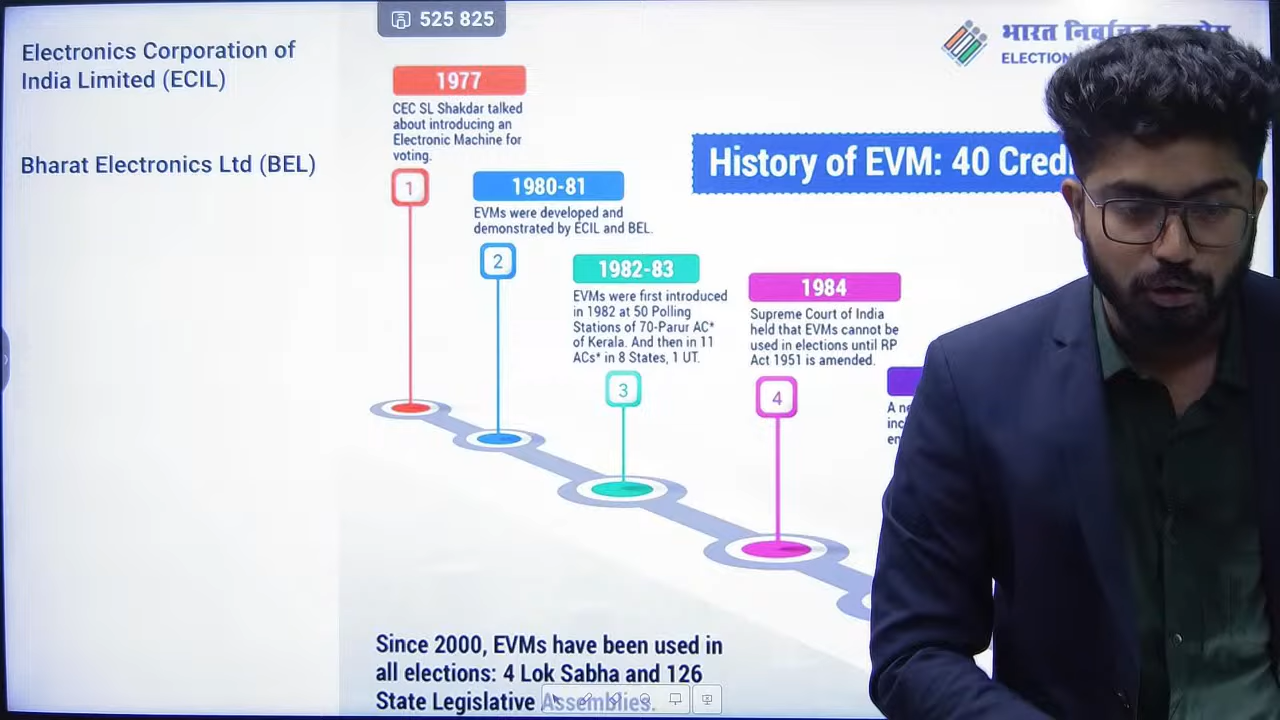 Electronics Corporation of
India Limited (ECIL)
Bharat Electronics Ltd (BEL)
525 825
भारत निर्वाचन
ELECTION
History of EVM: 40
1977
CEC SL Shakdar talked
about introducing an
Electronic Machine for
voting.
1
1980-81
EVMs were developed and
demonstrated by ECIL and BEL.
2
1982-83
EVMs were first introduced
in 1982 at 50 Polling
Stations of 70-Parur AC*
of Kerala. And then in 11
ACs* in 8 States, 1 UT.
3
1984
Supreme Court of India
held that EVMs cannot be
used in elections until RP
Act 1951 is amended.
4
A
Since 2000, EVMs have been used in
all elections: 4 Lok Sabha and 126
State Legislative Assemblies.